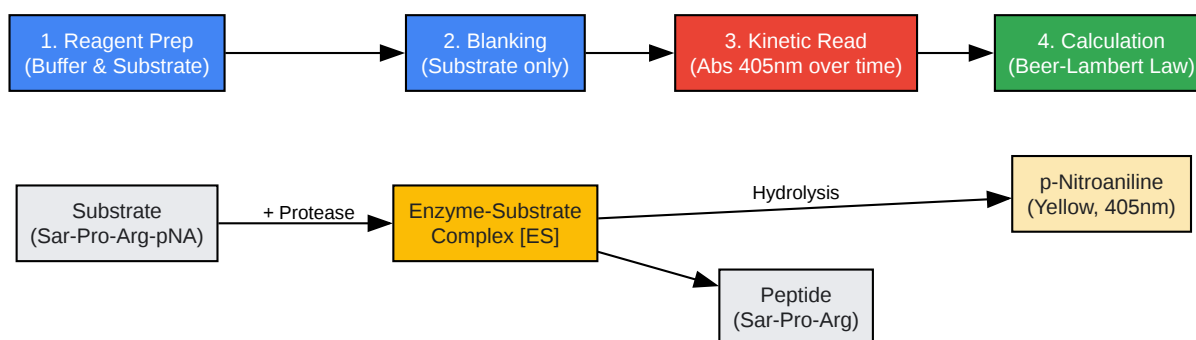 1. Reagent Prep
(Buffer & Substrate)
2. Blanking
(Substrate only)
3. Kinetic Read
(Abs 405nm over time)
4. Calculation
(Beer-Lambert Law)
Substrate
(Sar-Pro-Arg-pNA)
+ Protease
Enzyme-Substrate
Complex [ES]
Hydrolysis
p-Nitroaniline
(Yellow, 405nm)
Peptide
(Sar-Pro-Arg)